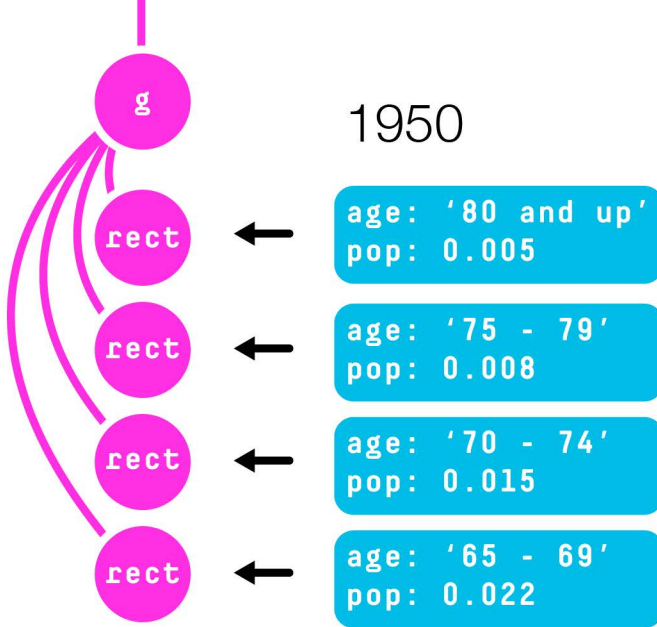 g
1950
rect
age: ‘80 and up’
pop: 0.005
rect
age: ‘75 - 79’
pop: 0.008
rect
age: ‘70 - 74’
pop: 0.015
rect
age: ‘65 - 69’
pop: 0.022